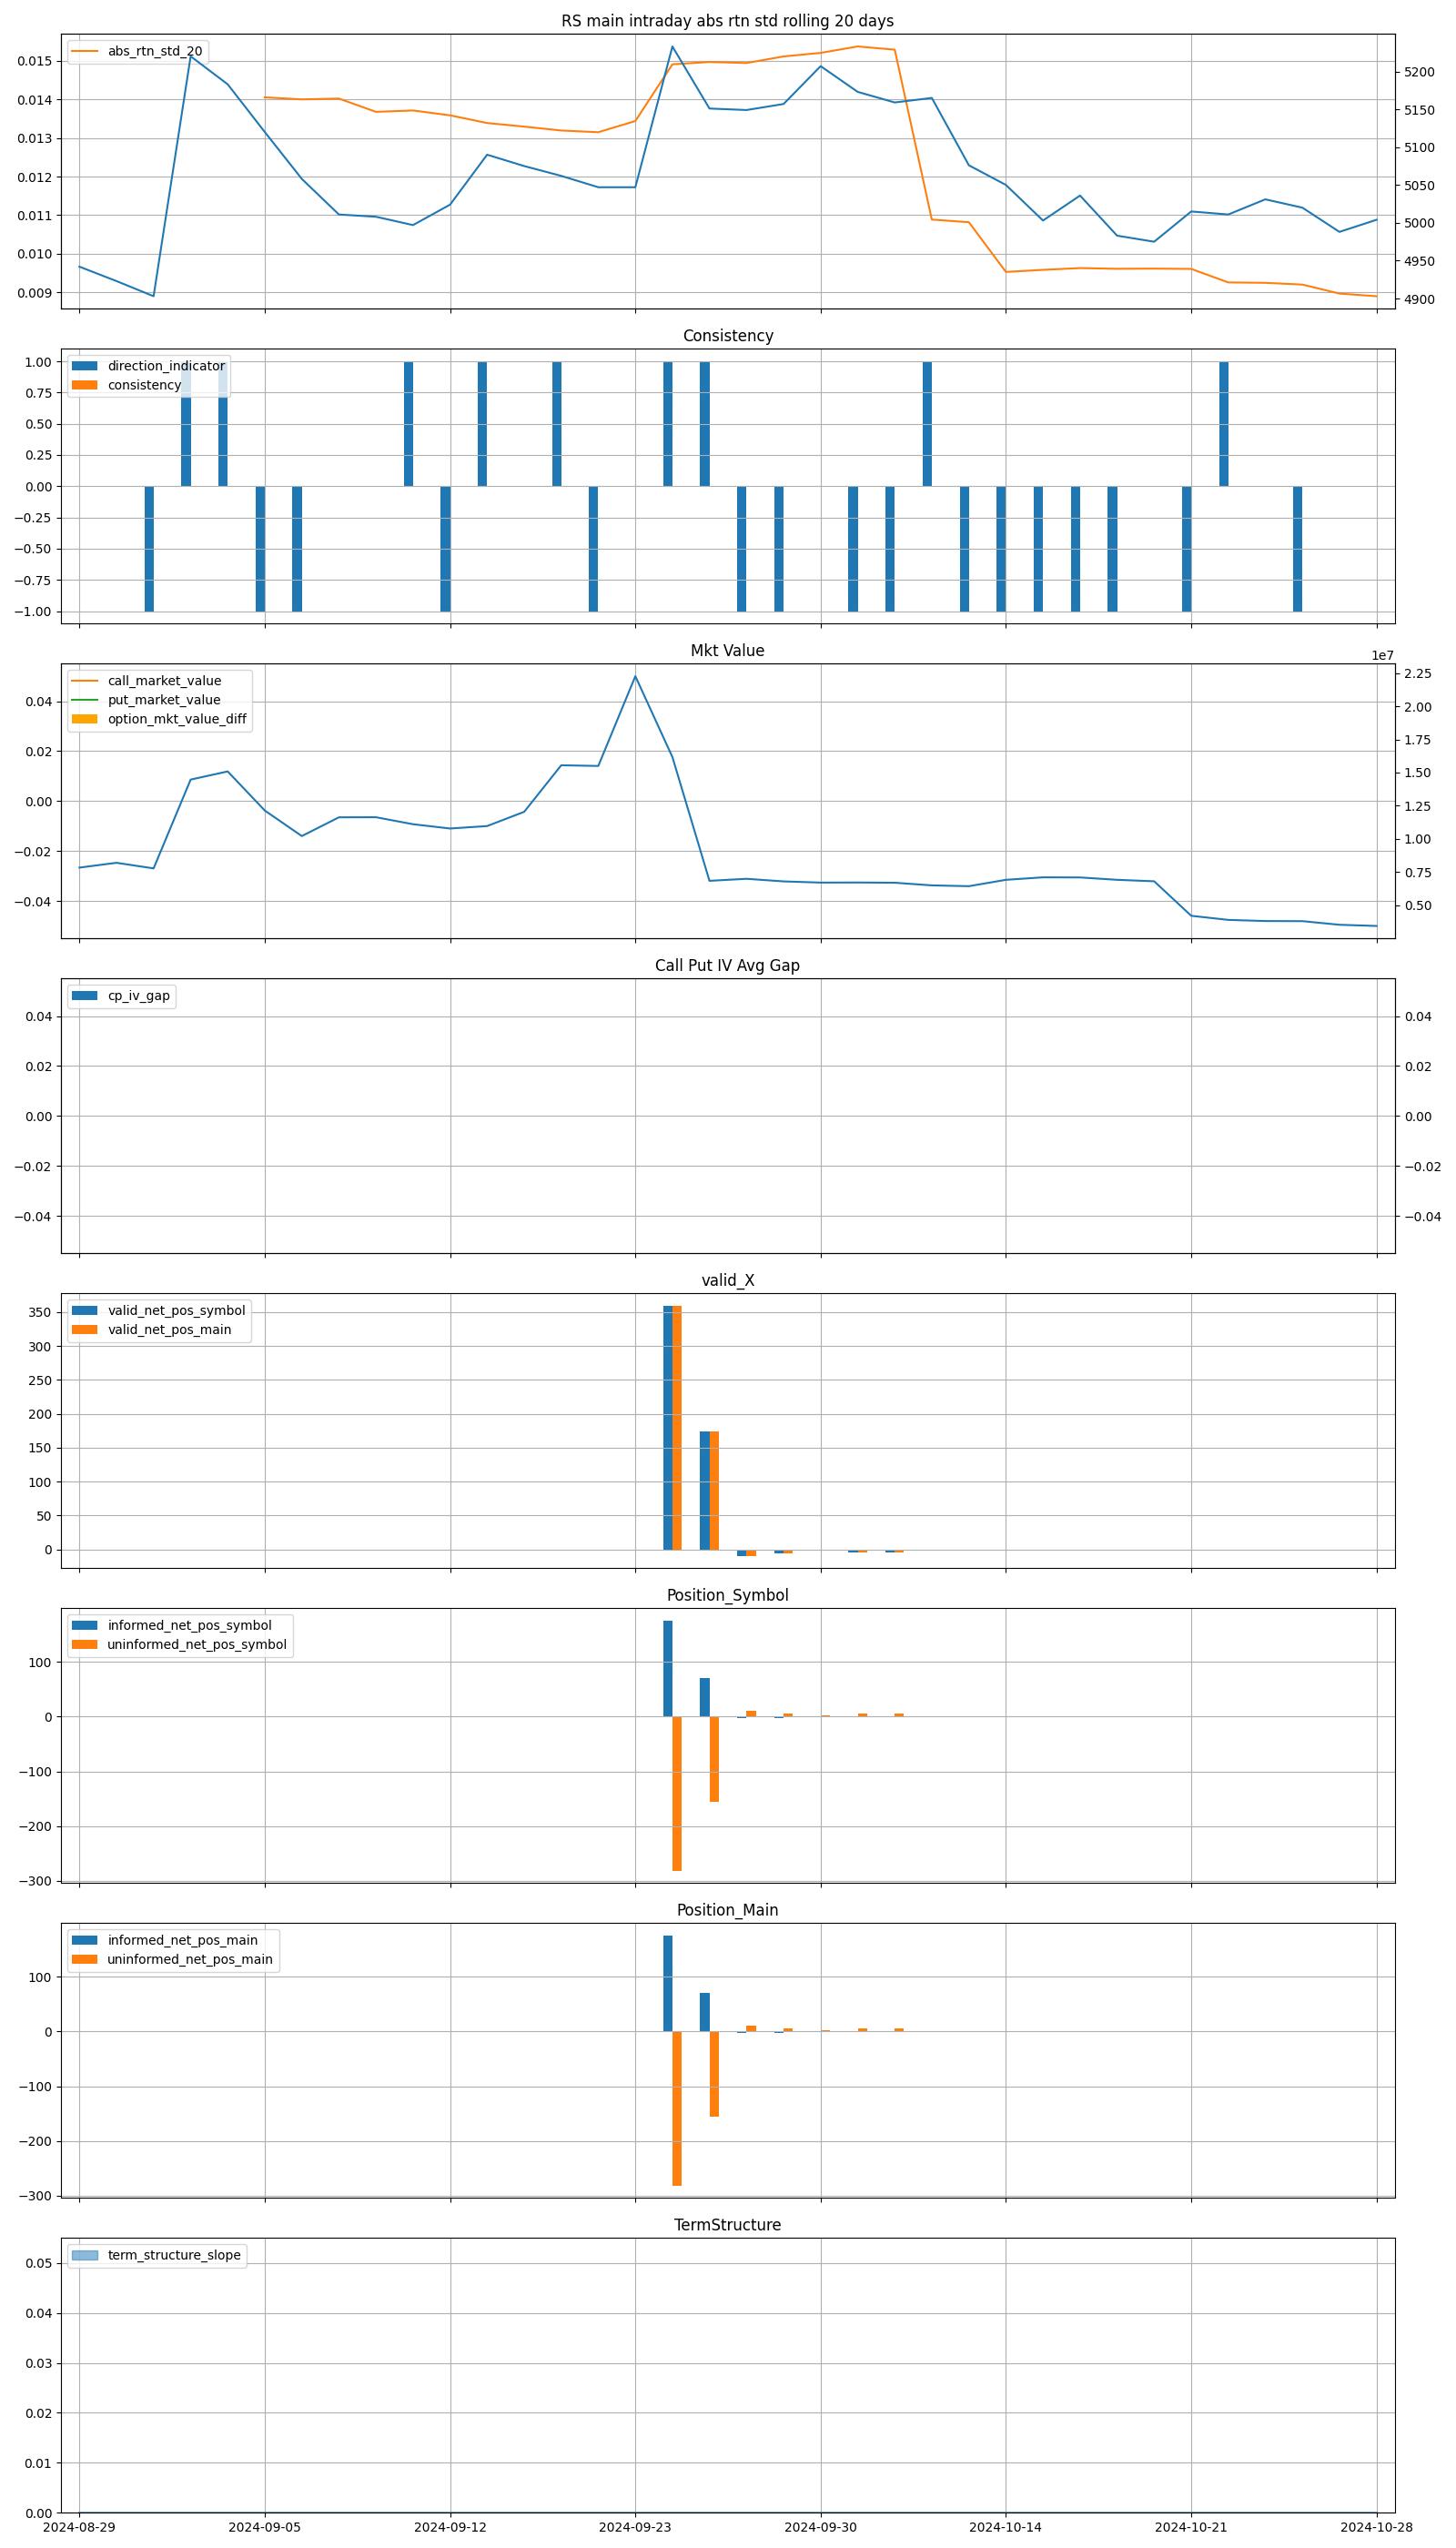 RS main intraday abs rtn std rolling 20 days
abs_rtn_std_20
0.015
0.014
0.013
0.012
0.011
0.010
0.009
5200
5150
5100
5050
5000
4950
4900
Consistency
direction_indicator
consistency
1.00
0.75
0.50
0.25
0.00
−0.25
−0.50
−0.75
−1.00
Mkt Value
1e7
call_market_value
put_market_value
option_mkt_value_diff
0.04
0.02
0.00
−0.02
−0.04
2.25
2.00
1.75
1.50
1.25
1.00
0.75
0.50
Call Put IV Avg Gap
cp_iv_gap
0.04
0.02
0.00
−0.02
−0.04
0.04
0.02
0.00
−0.02
−0.04
valid_X
valid_net_pos_symbol
valid_net_pos_main
350
300
250
200
150
100
50
0
Position_Symbol
informed_net_pos_symbol
uninformed_net_pos_symbol
100
0
−100
−200
−300
Position_Main
informed_net_pos_main
uninformed_net_pos_main
100
0
−100
−200
−300
TermStructure
term_structure_slope
0.05
0.04
0.03
0.02
0.01
0.00
2024-08-29 2024-09-05 2024-09-12 2024-09-23 2024-09-30 2024-10-14 2024-10-21 2024-10-28